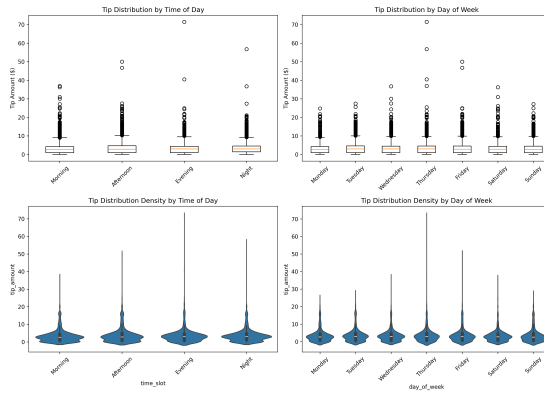 Tip Distribution by Time of Day
Tip Distribution by Day of Week
70
60
50
40
30
20
10
0
Tip Amount ($)
Morning
Afternoon
Evening
Night
70
60
50
40
30
20
10
0
Tip Amount ($)
Monday
Tuesday
Wednesday
Thursday
Friday
Saturday
Sunday
Tip Distribution Density by Time of Day
Tip Distribution Density by Day of Week
70
60
50
40
30
20
10
0
tip_amount
Morning
Afternoon
Evening
Night
time_slot
70
60
50
40
30
20
10
0
tip_amount
Monday
Tuesday
Wednesday
Thursday
Friday
Saturday
Sunday
day_of_week